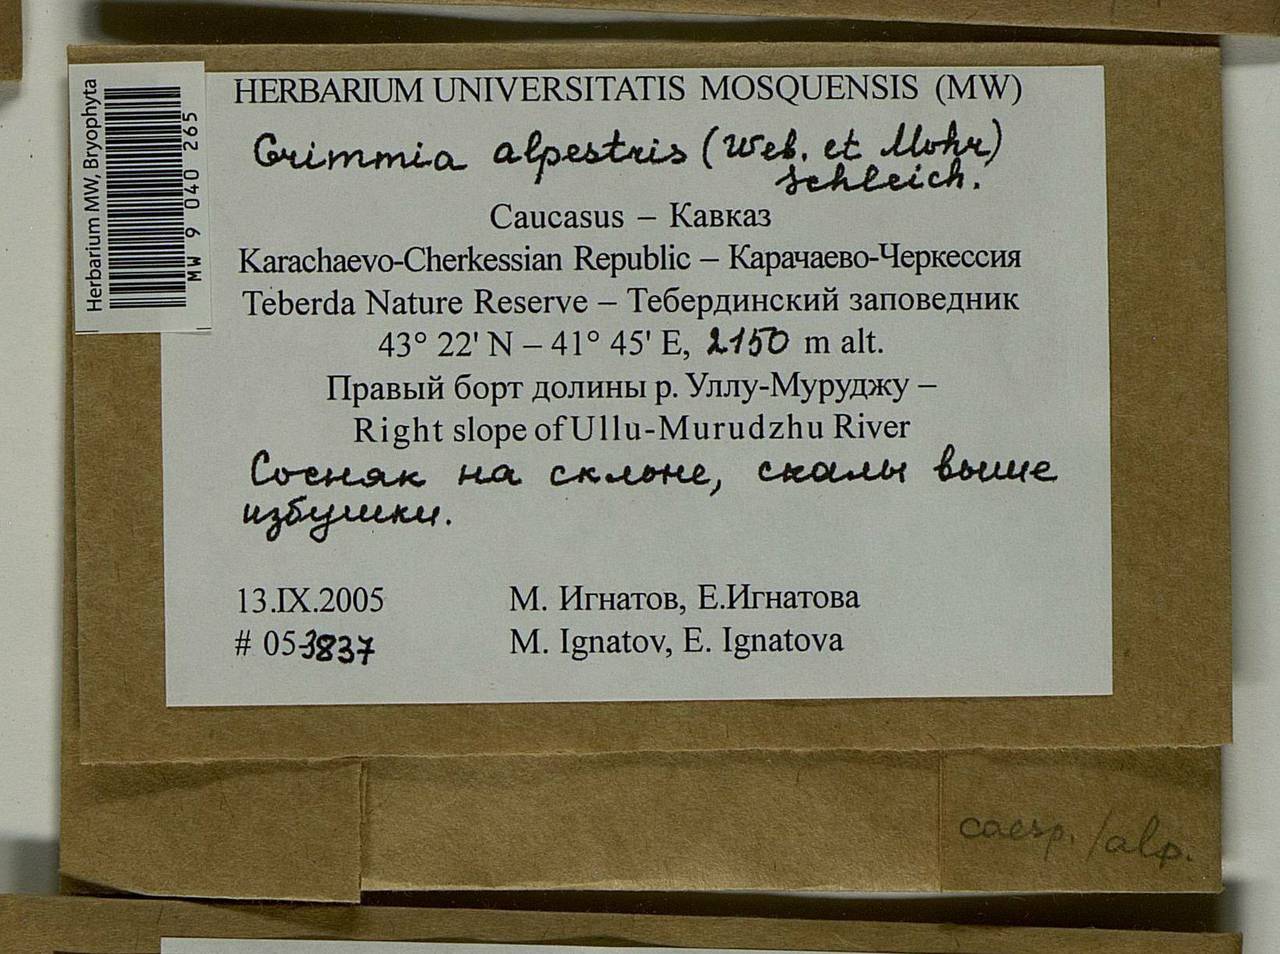 Herbarium MW, Bryophyta
MW 9 040 265
HERBARIUM UNIVERSITATIS MOSQUENSIS (MW)
Grimmia alpestris (Web. et Mohr)
Schleich.
Caucasus – Кавказ
Karachaevo-Cherkessian Republic – Карачаево-Черкессия
Teberda Nature Reserve – Тебердинский заповедник
43° 22' N – 41° 45' E, 2150 m alt.
Правый борт долины р. Уллу-Муруджу –
Right slope of Ullu-Murudzhu River
Сосняк на склоне, скалы выше
избушки.
13.IX.2005
М. Игнатов, Е.Игнатова
# 05-3837
M. Ignatov, E. Ignatova
caesp./alp.